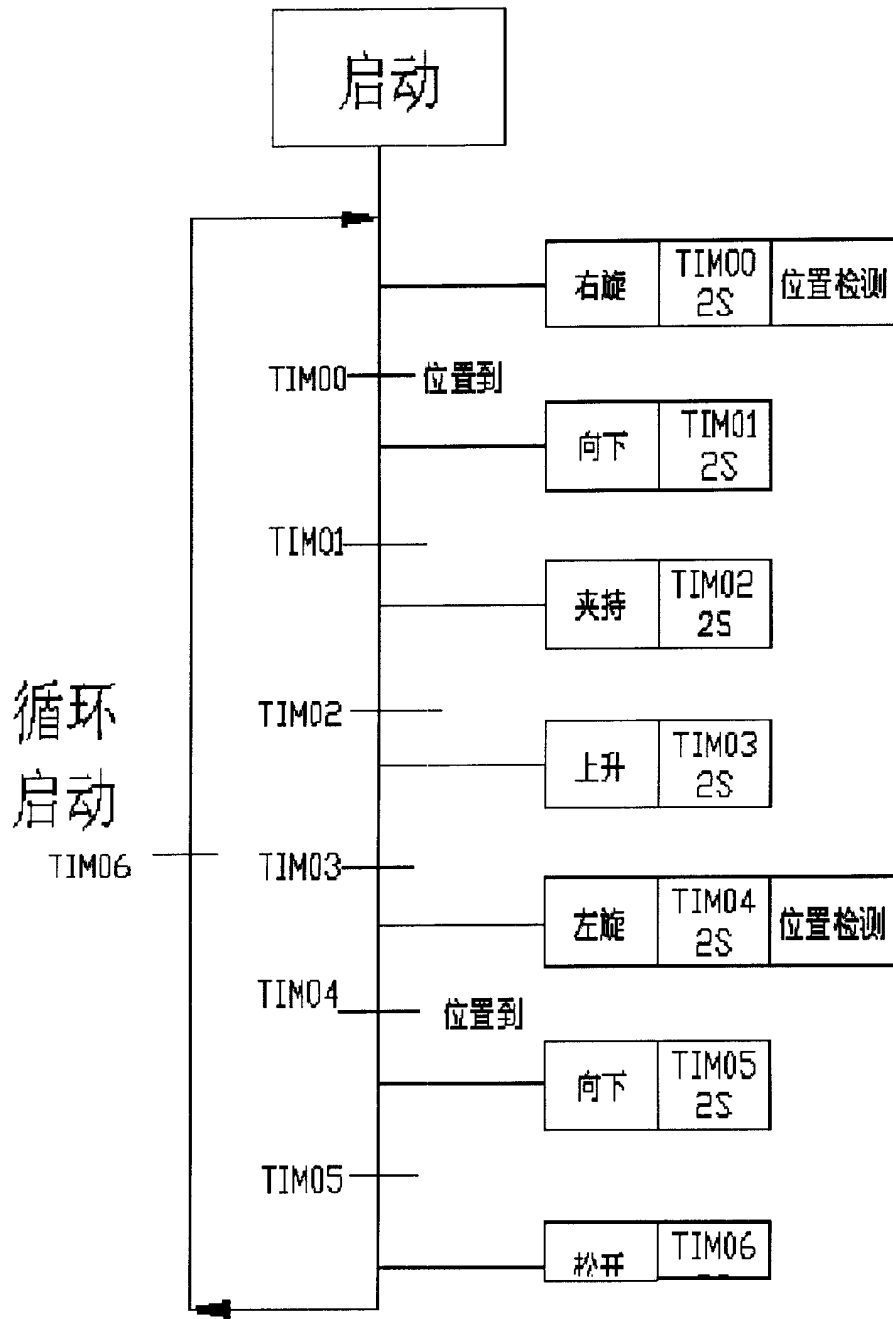 启动
右旋 TIM00 位置检测
2S
TIM00 位置到
向下 TIM01
2S
TIM01
夹持 TIM02
2S
TIM02
循环
启动
上升 TIM03
2S
TIM06
TIM03
左旋 TIM04 位置检测
2S
TIM04 位置到
向下 TIM05
2S
TIM05
松开 TIM06